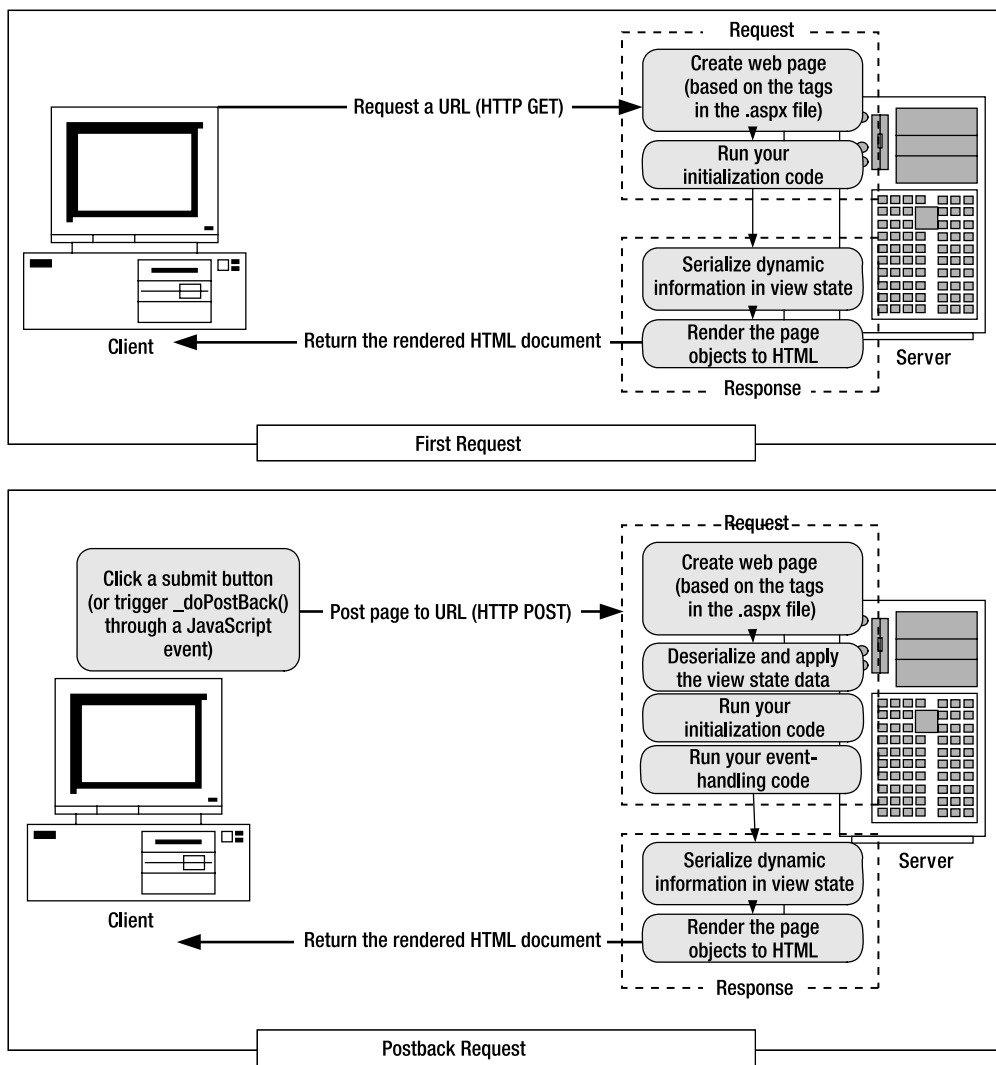 Request
Create web page
(based on the tags
in the .aspx file)
Request a URL (HTTP GET)
Run your
initialization code
Serialize dynamic
information in view state
Return the rendered HTML document
Render the page
objects to HTML
Client
Server
Response
First Request
Request
Click a submit button
(or trigger _doPostBack()
through a JavaScript
event)
Post page to URL (HTTP POST)
Create web page
(based on the tags
in the .aspx file)
Deserialize and apply
the view state data
Run your
initialization code
Run your event-
handling code
Serialize dynamic
information in view state
Server
Client
Return the rendered HTML document
Render the page
objects to HTML
Response
Postback Request